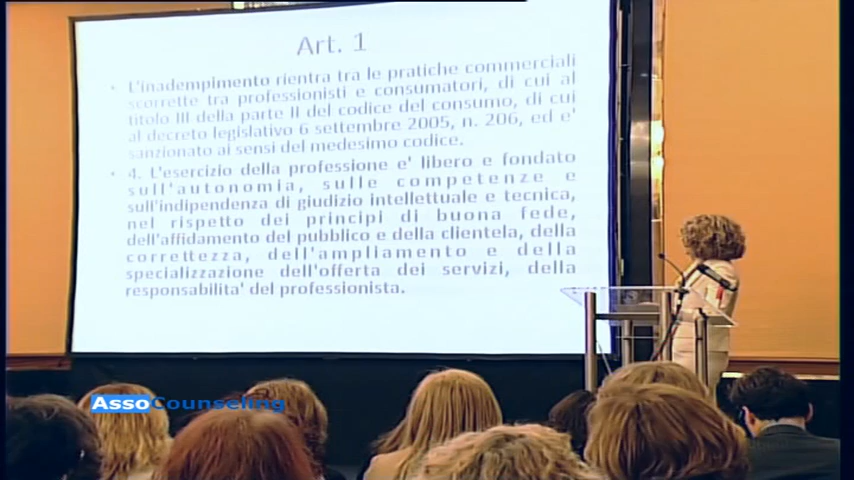 Art. 1
• L'inadempimento rientra tra le pratiche commerciali
scorrette tra professionisti e consumatori, di cui al
titolo III della parte II del codice del consumo, di cui
al decreto legislativo 6 settembre 2005, n. 206, ed e'
sanzionato ai sensi del medesimo codice.
• 4. L'esercizio della professione e' libero e fondato
sull'autonomia, sulle competenze e
sull'indipendenza di giudizio intellettuale e tecnica,
nel rispetto dei principi di buona fede,
dell'affidamento del pubblico e della clientela, della
correttezza, dell'ampliamento e della
specializzazione dell'offerta dei servizi, della
responsabilita' del professionista.
AssoCounseling